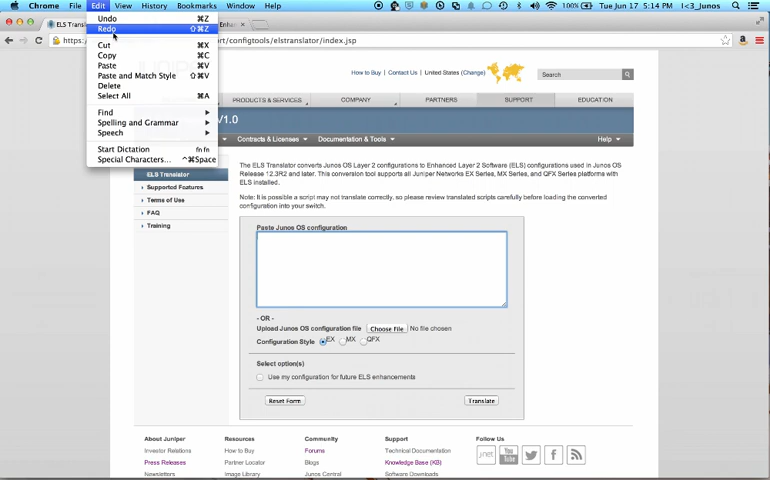 Chrome File Edit View History Bookmarks Window Help
100% Tue Jun 17 5:14 PM I<3_Junos
ELS Transl
Enhan
https:/
ort/configtools/elstranslator/index.jsp
Undo ⌘Z
Redo ⇧⌘Z
Cut ⌘X
Copy ⌘C
Paste ⌘V
Paste and Match Style ⇧⌘V
Delete
Select All ⌘A
Find
Spelling and Grammar
Speech
Start Dictation fn fn
Special Characters... ^⌘Space
How to Buy | Contact Us | United States (Change)
Search
PRODUCTS & SERVICES COMPANY PARTNERS SUPPORT EDUCATION
V1.0
Contracts & Licenses Documentation & Tools Help
ELS Translator
Supported Features
Terms of Use
FAQ
Training
The ELS Translator converts Junos OS Layer 2 configurations to Enhanced Layer 2 Software (ELS) configurations used in Junos OS
Release 12.3R2 and later. This conversion tool supports all Juniper Networks EX Series, MX Series, and QFX Series platforms with
ELS installed.
Note: It is possible a script may not translate correctly, so please review translated scripts carefully before loading the converted
configuration into your switch.
Paste Junos OS configuration
- OR -
Upload Junos OS configuration file Choose File No file chosen
Configuration Style EX MX QFX
Select option(s)
Use my configuration for future ELS enhancements
Reset Form Translate
About Juniper Resources Community Support Follow Us
Investor Relations How to Buy Forums Technical Documentation
Press Releases Partner Locator Blogs Knowledge Base (KB)
Newsletters Image Library Junos Central Software Downloads
J-net You Tube